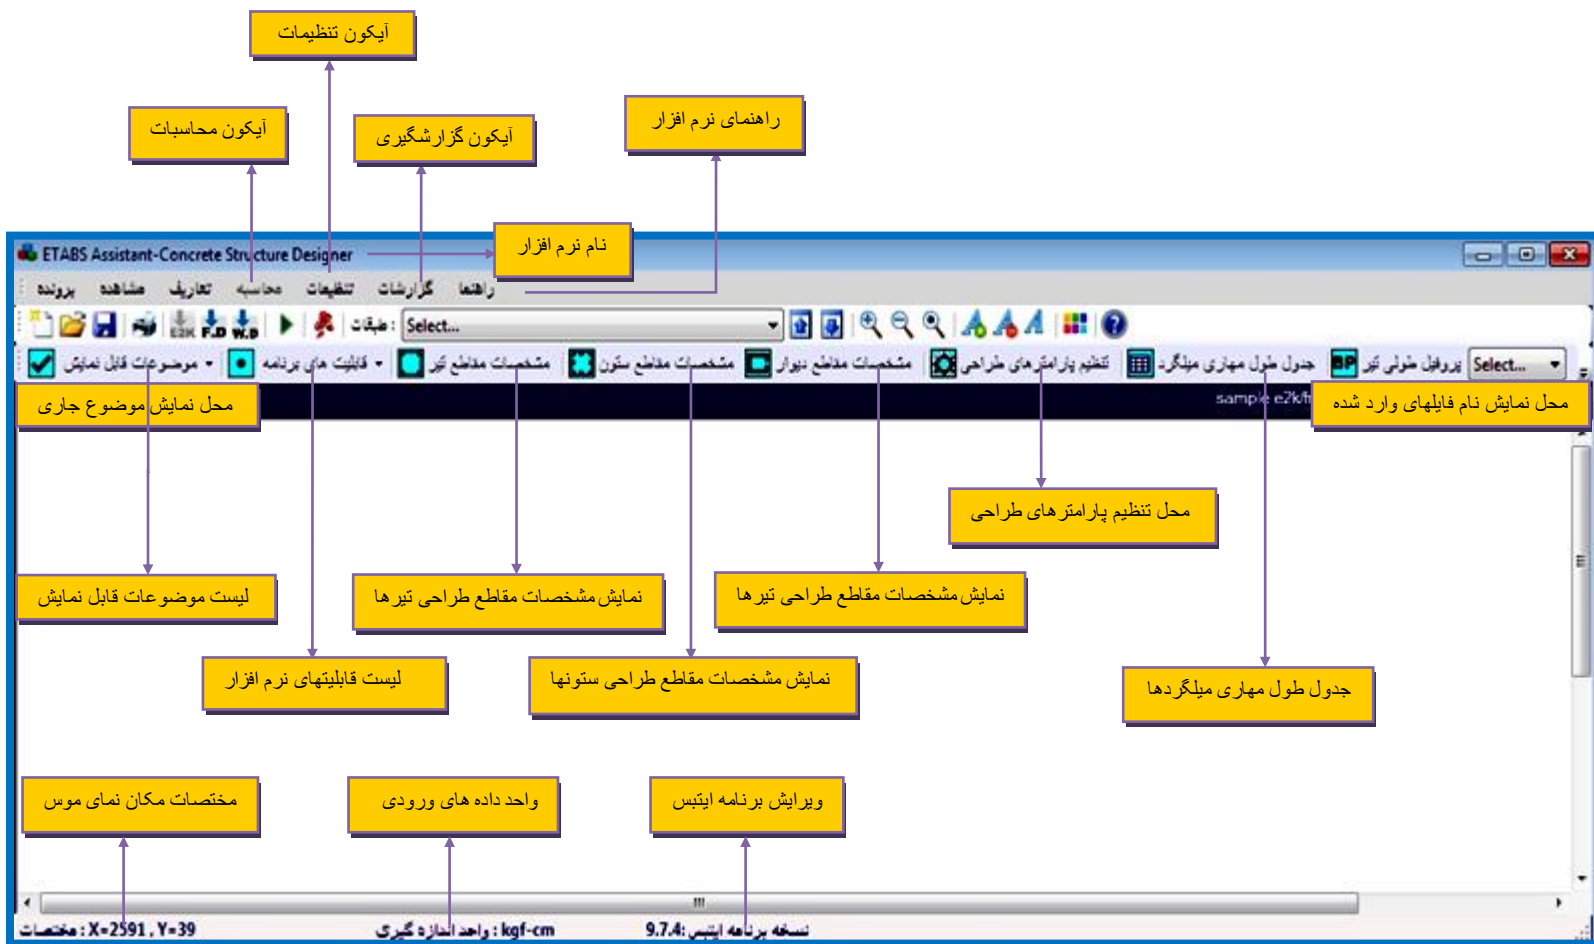 آیکون تنظیمات
آیکون محاسبات
آیکون گزارشگیری
راهنمای نرم افزار
نام نرم افزار
ETABS Assistant-Concrete Structure Designer
پرونده مشاهده تعاریف محاسبه تنظیمات گزارشات راهنما
E2K F.D W.D طبقات : Select...
موضوعات قابل نمایش قابلیت های برنامه مشخصات مقاطع تیر مشخصات مقاطع ستون مشخصات مقاطع دیوار تنظیم پارامترهای طراحی جدول طول مهاری میلگرد BP پروفیل طولی تیر Select...
محل نمایش موضوع جاری
sample e2k/f
محل نمایش نام فایلهای وارد شده
محل تنظیم پارامترهای طراحی
لیست موضوعات قابل نمایش
نمایش مشخصات مقاطع طراحی تیرها
نمایش مشخصات مقاطع طراحی تیرها
لیست قابلیتهای نرم افزار
نمایش مشخصات مقاطع طراحی ستونها
جدول طول مهاری میلگردها
مختصات مکان نمای موس
واحد داده های ورودی
ویرایش برنامه ایتبس
مختصات : X=2591 , Y=39
واحد اندازه گیری : kgf-cm
نسخه برنامه ایتبس :9.7.4